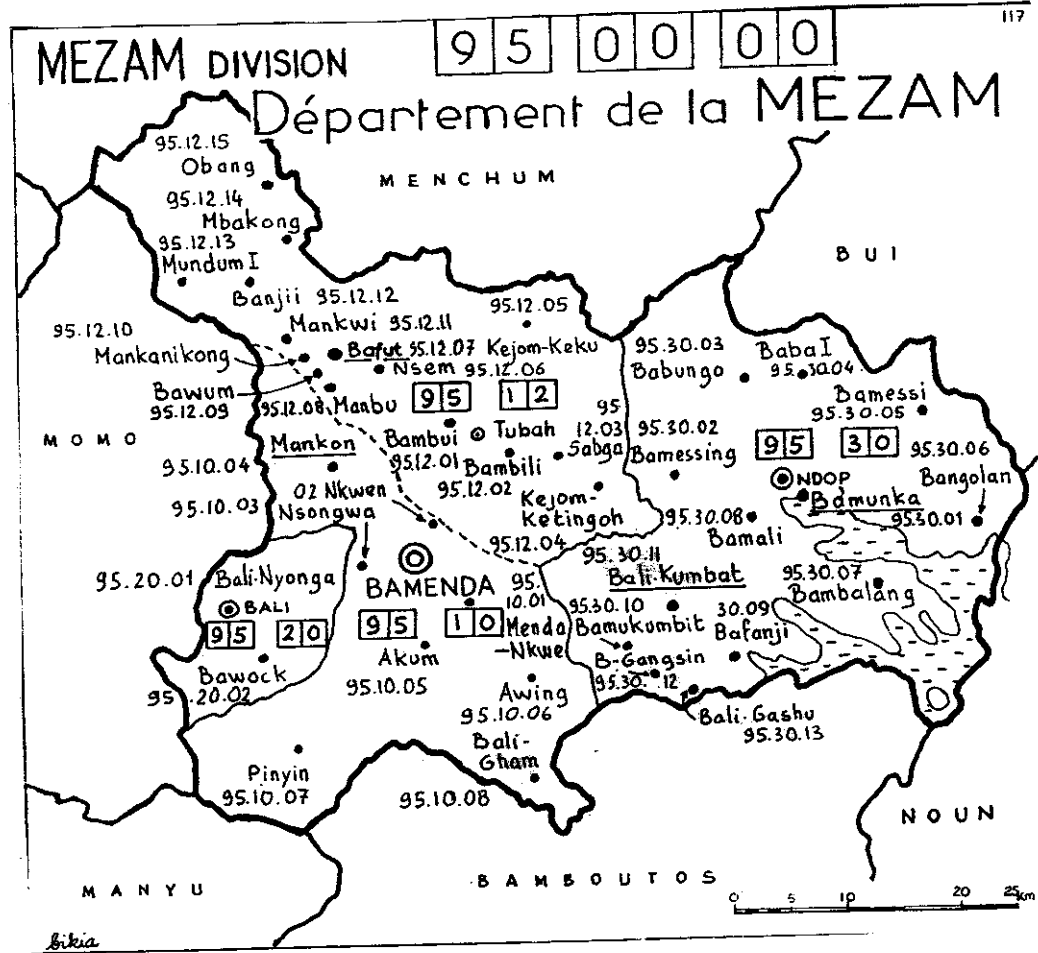 117
MEZAM DIVISION
95 00 00
Département de la MEZAM
95.12.15
Obang
MENCHUM
95.12.14
Mbakong
95.12.13
Mundum I
BUI
Banjii 95.12.12
95.12.10
Mankwi 95.12.11
95.12.05
Mankanikong
Bafut 95.12.07
Kejom-Keku
95.30.03
Babungo
Baba I
95.30.04
Nsem 95.12.06
Bawum
95.12.09
95.12.08 Manbu
95 12
Bamessi
95.30.05
MOMO
Mankon
95.10.04
Bambui
95.12.01
Tubah
Bambili
95.12.02
95
12.03
Sabga
95.30.02
Bamessing
95 30
95.30.06
Bangolan
NDOP
Bamunka
95.30.01
95.10.03
02 Nkwen
Nsongwa
Kejom-
Ketingoh
95.12.04
95.30.08
Bamali
95.20.01
Bali-Nyonga
BALI
95 20
BAMENDA
95 10
95.
10.01
Menda
-Nkwe
95.30.11
Bali-Kumbat
95.30.10
Bamukumbit
95.30.07
Bambalang
30.09
Bafanji
Bawock
95.20.02
Akum
95.10.05
B-Gangsin
95.30.12
Awing
95.10.06
Bali-Gashu
95.30.13
Bali-
Gham
Pinyin
95.10.07
95.10.08
NOUN
MANYU
BAMBOUTOS
0 5 10 20 25km
Sikia